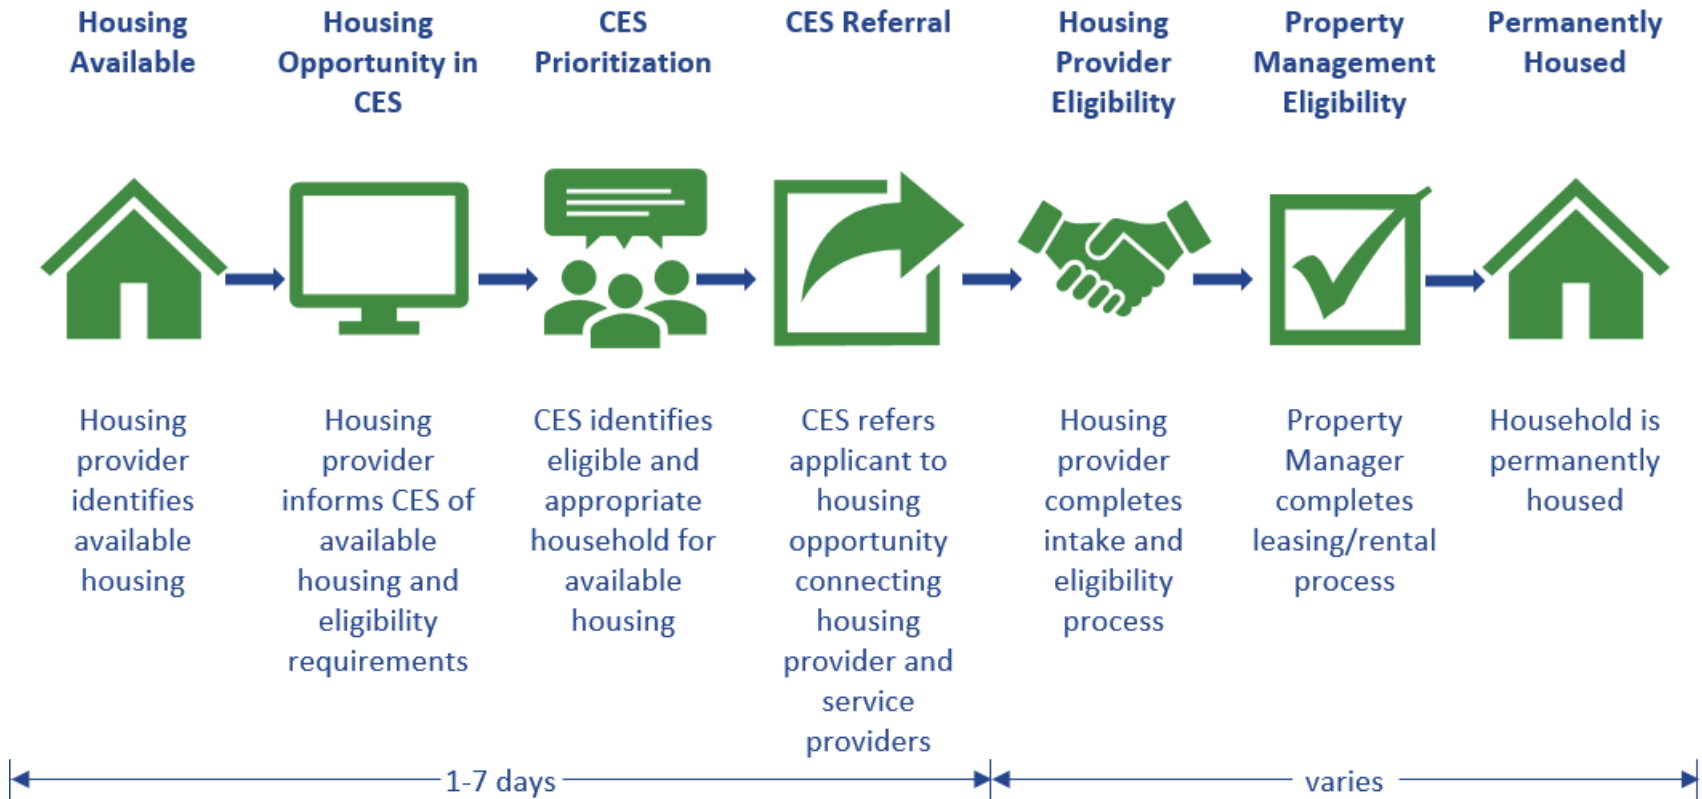 Housing
Available
Housing
Opportunity in
CES
CES
Prioritization
CES Referral
Housing
Provider
Eligibility
Property
Management
Eligibility
Permanently
Housed
Housing
provider
identifies
available
housing
Housing
provider
informs CES of
available
housing and
eligibility
requirements
CES identifies
eligible and
appropriate
household for
available
housing
CES refers
applicant to
housing
opportunity
connecting
housing
provider and
service
providers
Housing
provider
completes
intake and
eligibility
process
Property
Manager
completes
leasing/rental
process
Household is
permanently
housed
1-7 days
varies